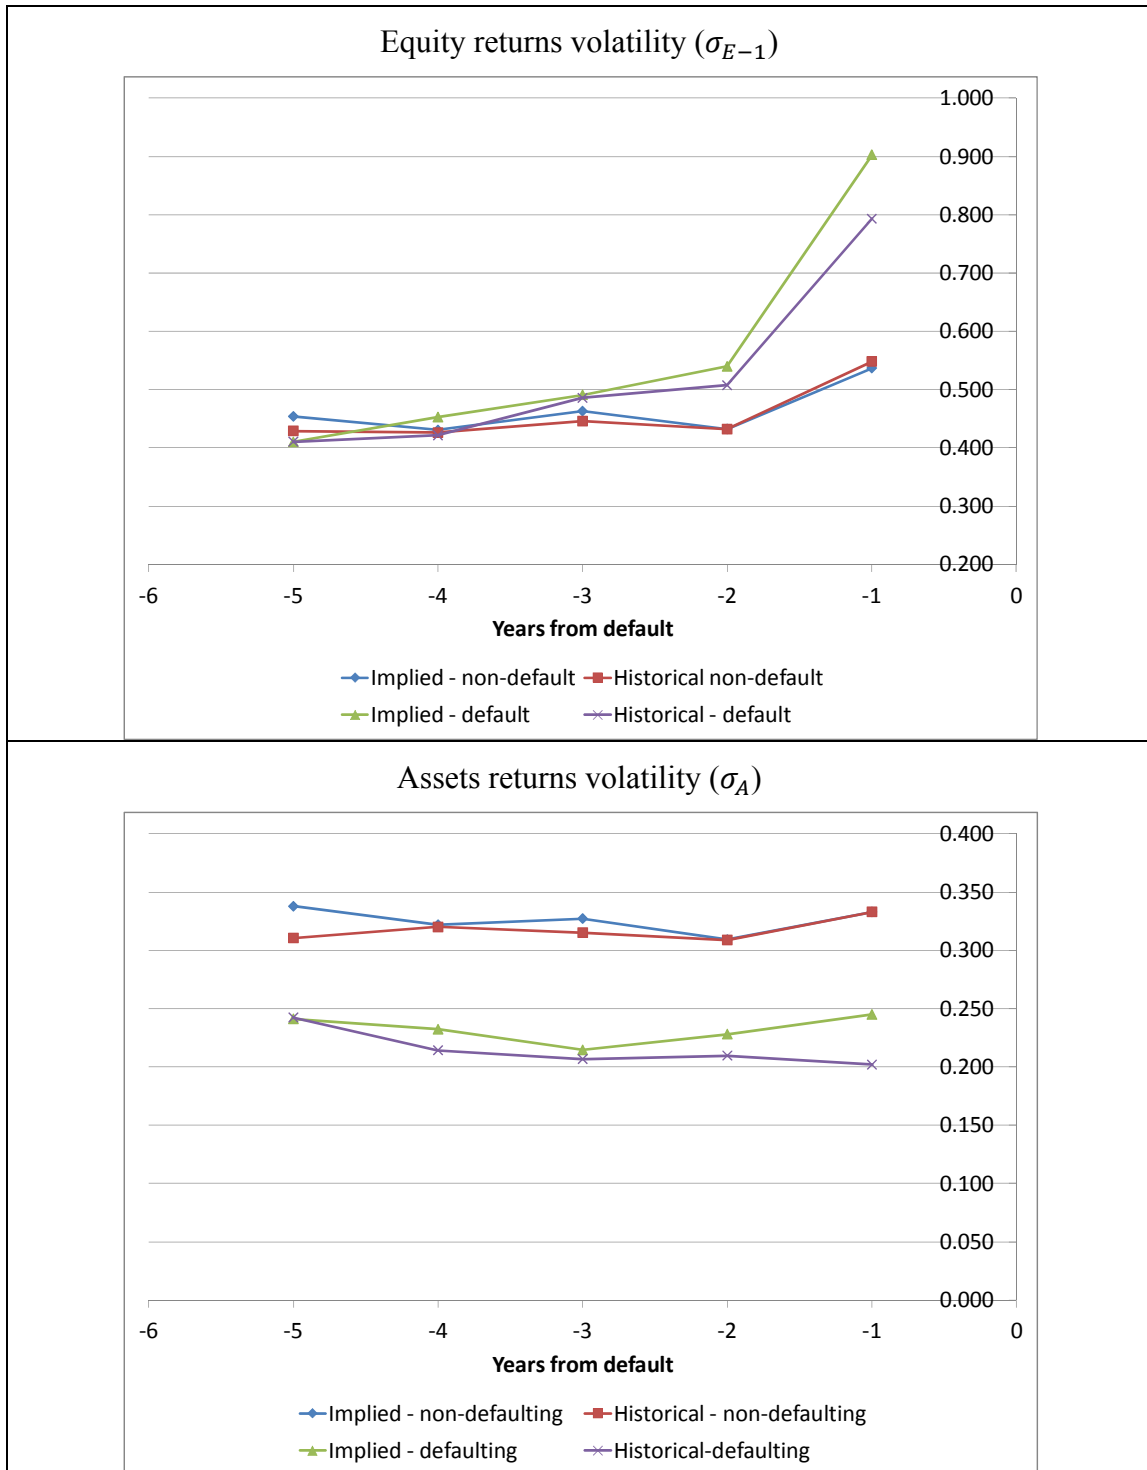 Equity returns volatility (σE−1)
1.000
0.900
0.800
0.700
0.600
0.500
0.400
0.300
0.200
-6 -5 -4 -3 -2 -1 0
Years from default
Implied - non-default Historical non-default
Implied - default Historical - default
Assets returns volatility (σA)
0.400
0.350
0.300
0.250
0.200
0.150
0.100
0.050
0.000
-6 -5 -4 -3 -2 -1 0
Years from default
Implied - non-defaulting Historical - non-defaulting
Implied - defaulting Historical-defaulting